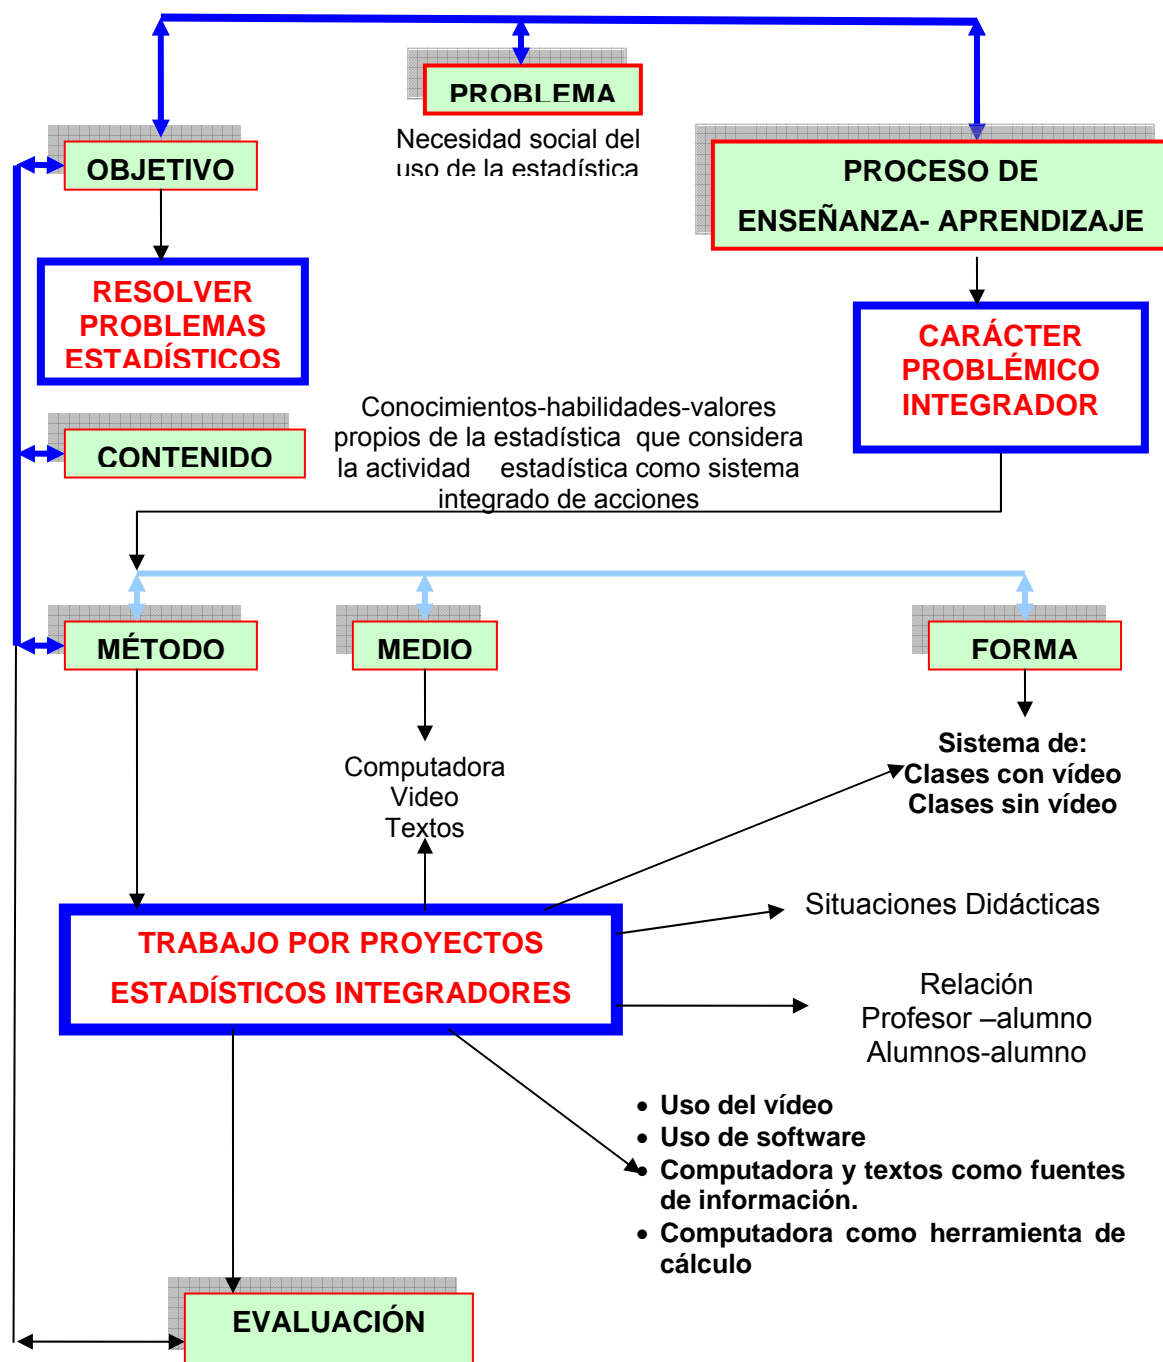 PROBLEMA
Necesidad social del
uso de la estadística
OBJETIVO
PROCESO DE
ENSEÑANZA- APRENDIZAJE
RESOLVER
PROBLEMAS
ESTADÍSTICOS
CARÁCTER
PROBLÉMICO
INTEGRADOR
CONTENIDO
Conocimientos-habilidades-valores
propios de la estadística que considera
la actividad estadística como sistema
integrado de acciones
MÉTODO
MEDIO
FORMA
Computadora
Video
Textos
Sistema de:
Clases con vídeo
Clases sin vídeo
TRABAJO POR PROYECTOS
ESTADÍSTICOS INTEGRADORES
Situaciones Didácticas
Relación
Profesor –alumno
Alumnos-alumno
• Uso del vídeo
• Uso de software
• Computadora y textos como fuentes
de información.
• Computadora como herramienta de
cálculo
EVALUACIÓN